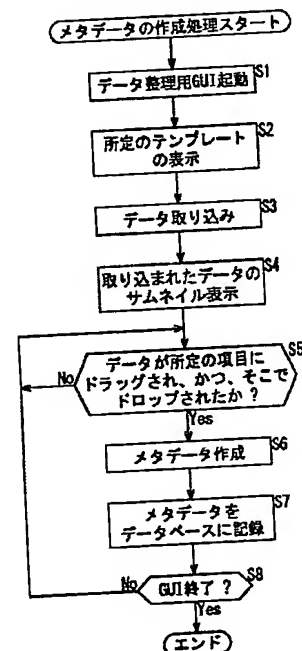 メタデータの作成処理スタート
S1
データ整理用GUI起動
S2
所定のテンプレート
の表示
S3
データ取り込み
S4
取り込まれたデータの
サムネイル表示
S5
データが所定の項目に
ドラッグされ、かつ、そこで
ドロップされたか ?
No
Yes
S6
メタデータ作成
S7
メタデータを
データベースに記録
S8
GUI終了 ?
No
Yes
エンド